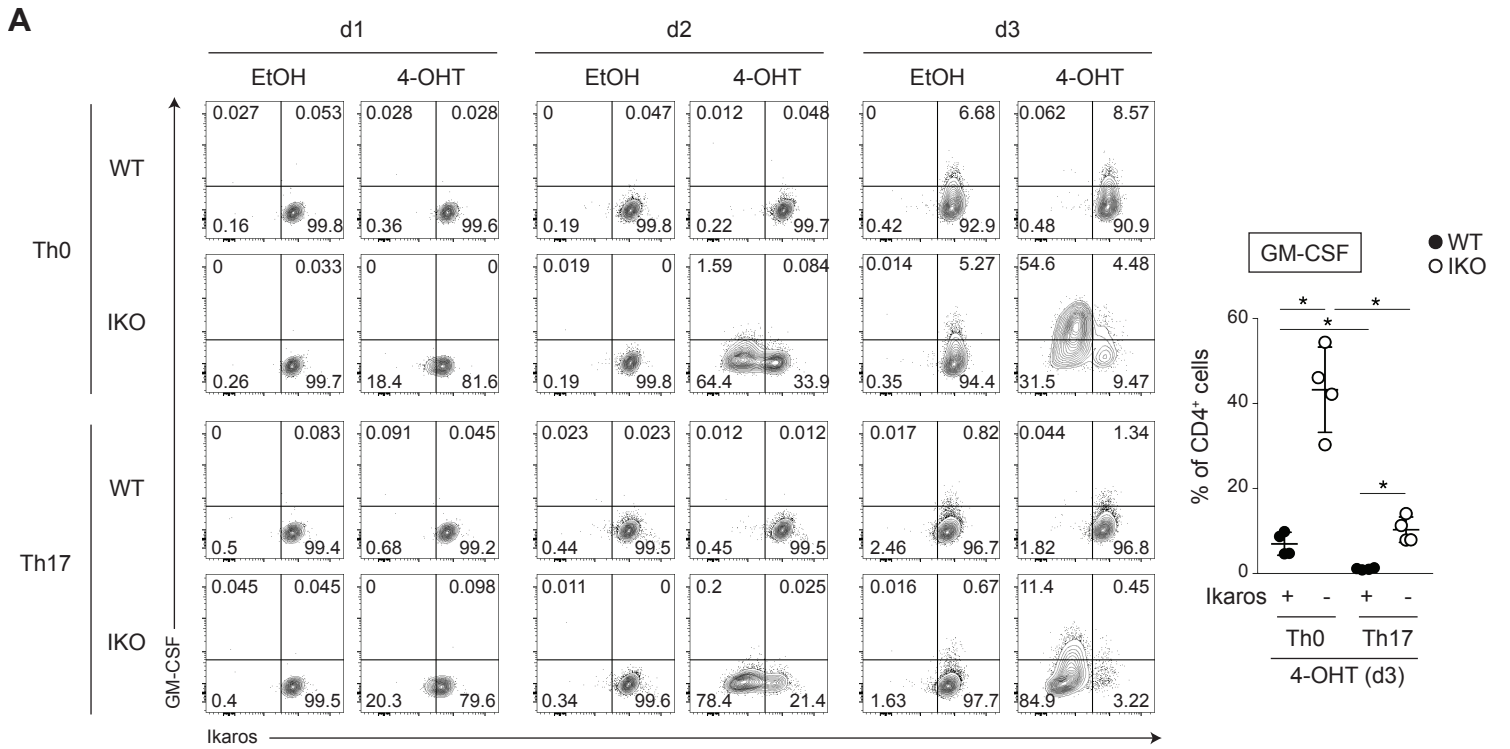 A
d1 d2 d3
EtOH 4-OHT EtOH 4-OHT EtOH 4-OHT
0.027 0.053 0.028 0.028 0 0.047 0.012 0.048 0 6.68 0.062 8.57
WT
0.16 99.8 0.36 99.6 0.19 99.8 0.22 99.7 0.42 92.9 0.48 90.9
Th0
0 0.033 0 0 0.019 0 1.59 0.084 0.014 5.27 54.6 4.48
IKO
0.26 99.7 18.4 81.6 0.19 99.8 64.4 33.9 0.35 94.4 31.5 9.47
0 0.083 0.091 0.045 0.023 0.023 0.012 0.012 0.017 0.82 0.044 1.34
WT
0.5 99.4 0.68 99.2 0.44 99.5 0.45 99.5 2.46 96.7 1.82 96.8
Th17
0.045 0.045 0 0.098 0.011 0 0.2 0.025 0.016 0.67 11.4 0.45
IKO
0.4 99.5 20.3 79.6 0.34 99.6 78.4 21.4 1.63 97.7 84.9 3.22
GM-CSF
Ikaros
GM-CSF
WT
IKO
* *
*
*
% of CD4⁺ cells
60
40
20
0
Ikaros + - + -
Th0 Th17
4-OHT (d3)